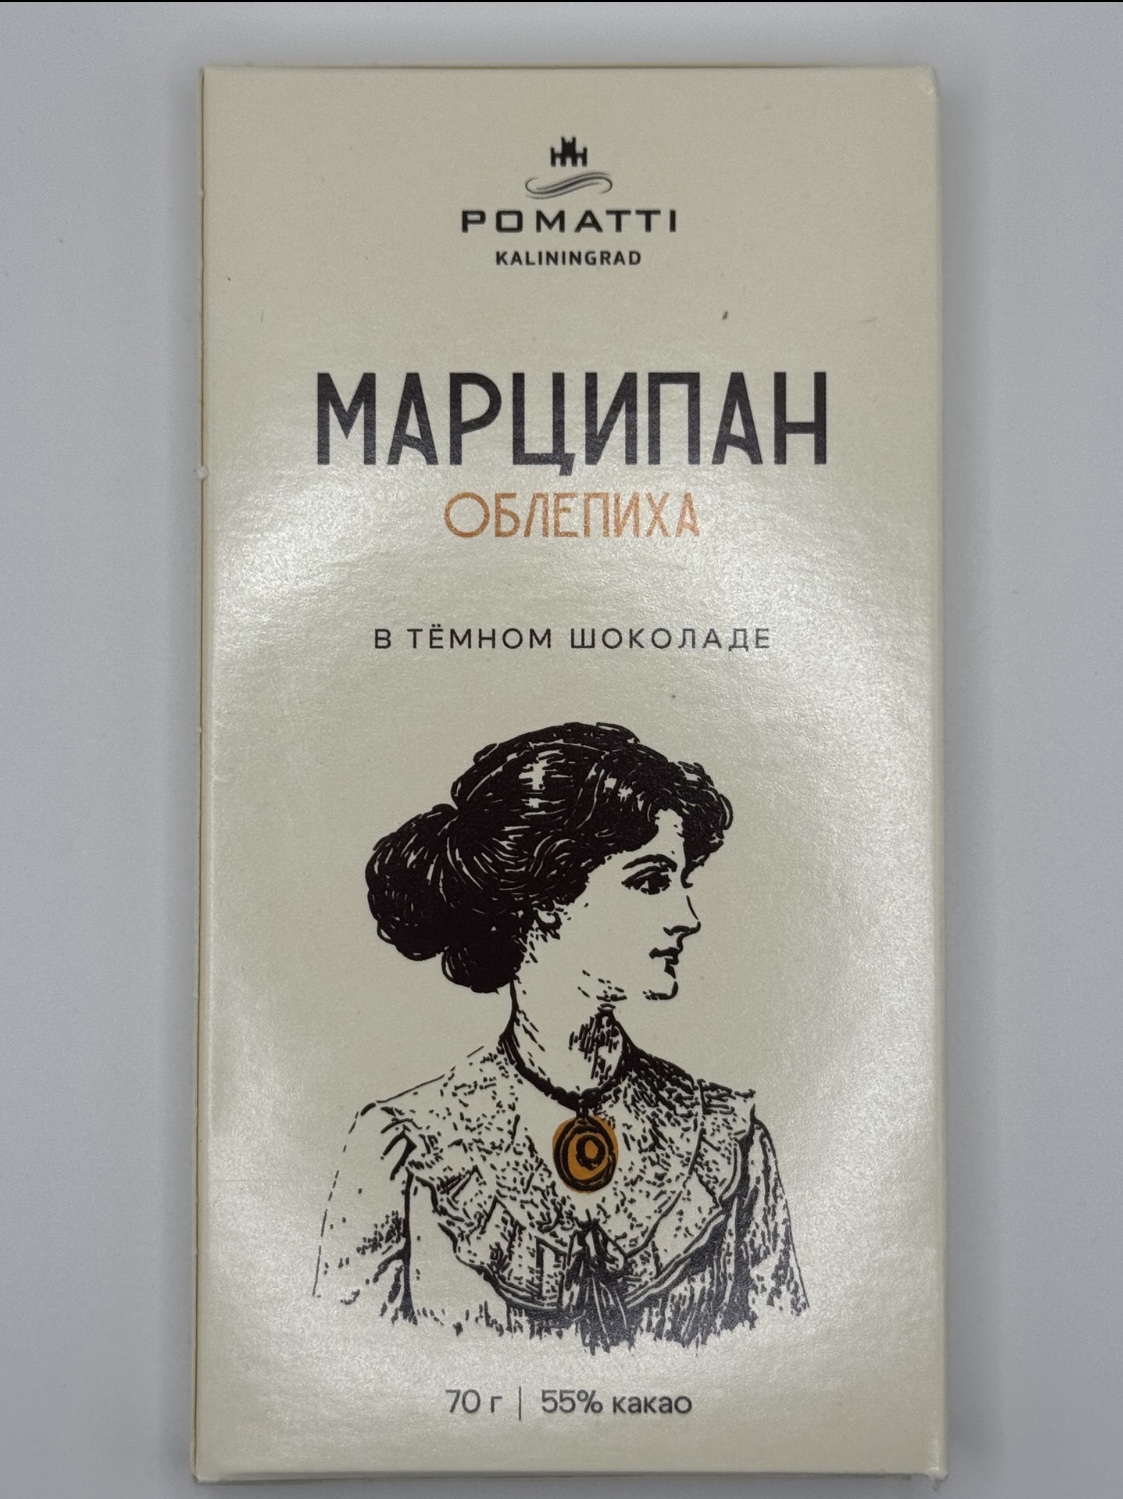 POMATTI
KALININGRAD
МАРЦИПАН
ОБЛЕПИХА
В ТЁМНОМ ШОКОЛАДЕ
70 г | 55% какао